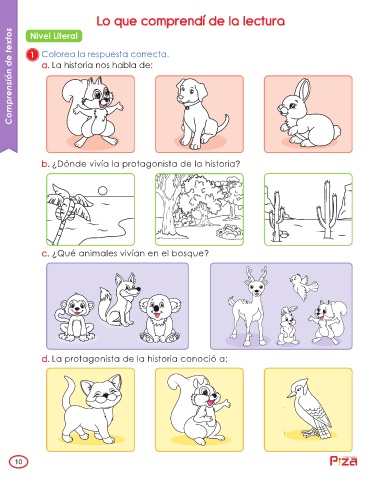 Lo que comprendí de la lectura
Comprensión de textos
Nivel Literal
1 Colorea la respuesta correcta.
a. La historia nos habla de:
b. ¿Dónde vivía la protagonista de la historia?
c. ¿Qué animales vivían en el bosque?
d. La protagonista de la historia conoció a:
10
Piza